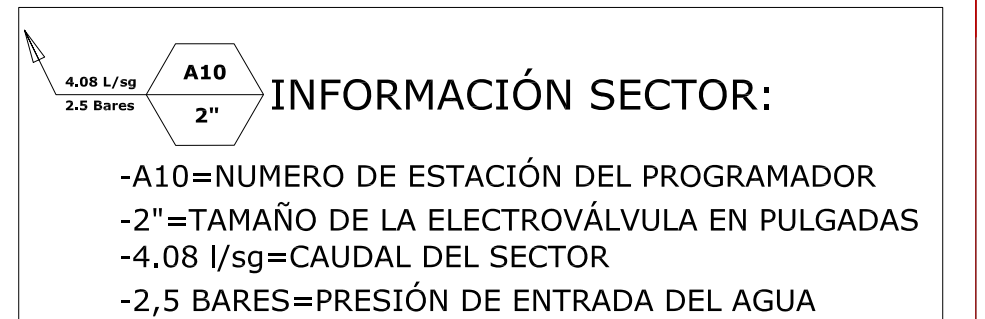 4.08 L/sg
2.5 Bares
A10
2"
INFORMACIÓN SECTOR:
-A10=NUMERO DE ESTACIÓN DEL PROGRAMADOR
-2"=TAMAÑO DE LA ELECTROVÁLVULA EN PULGADAS
-4.08 l/sg=CAUDAL DEL SECTOR
-2,5 BARES=PRESIÓN DE ENTRADA DEL AGUA